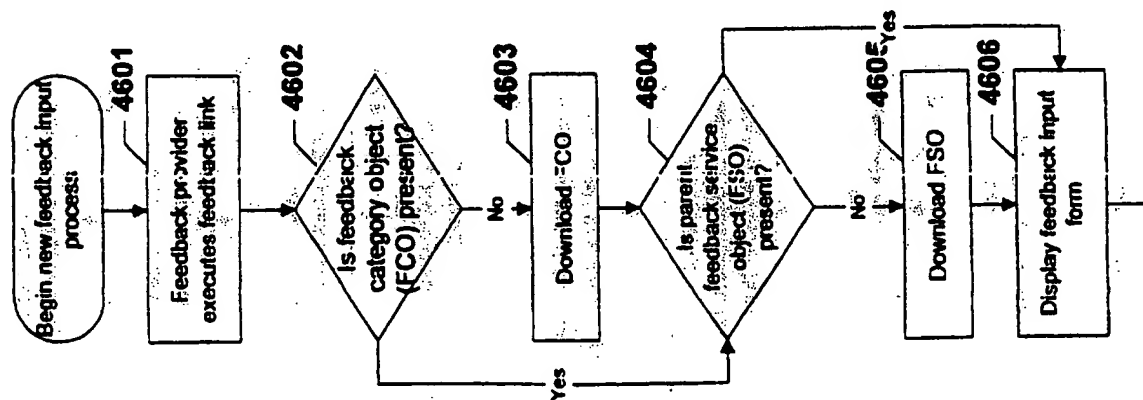 Begin new feedback input
process
4601
Feedback provider
executes feedback link
4602
Is feedback
category object
(FCO) present?
No
Yes
4603
Download FCO
4604
Is parent
feedback service
object (FSO)
present?
Yes
No
4605
Download FSO
4606
Display feedback input
form